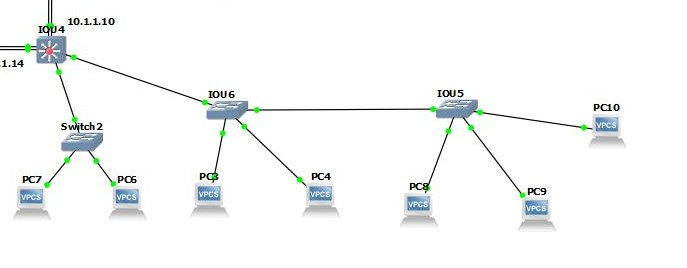 10.1.1.10
IOU4
1.14
IOU6
IOU5
PC10
VPCS
Switch2
PC7
PC6
PC3
PC4
PC8
PC9
VPCS
VPCS
VPCS
VPCS
VPCS
VPCS